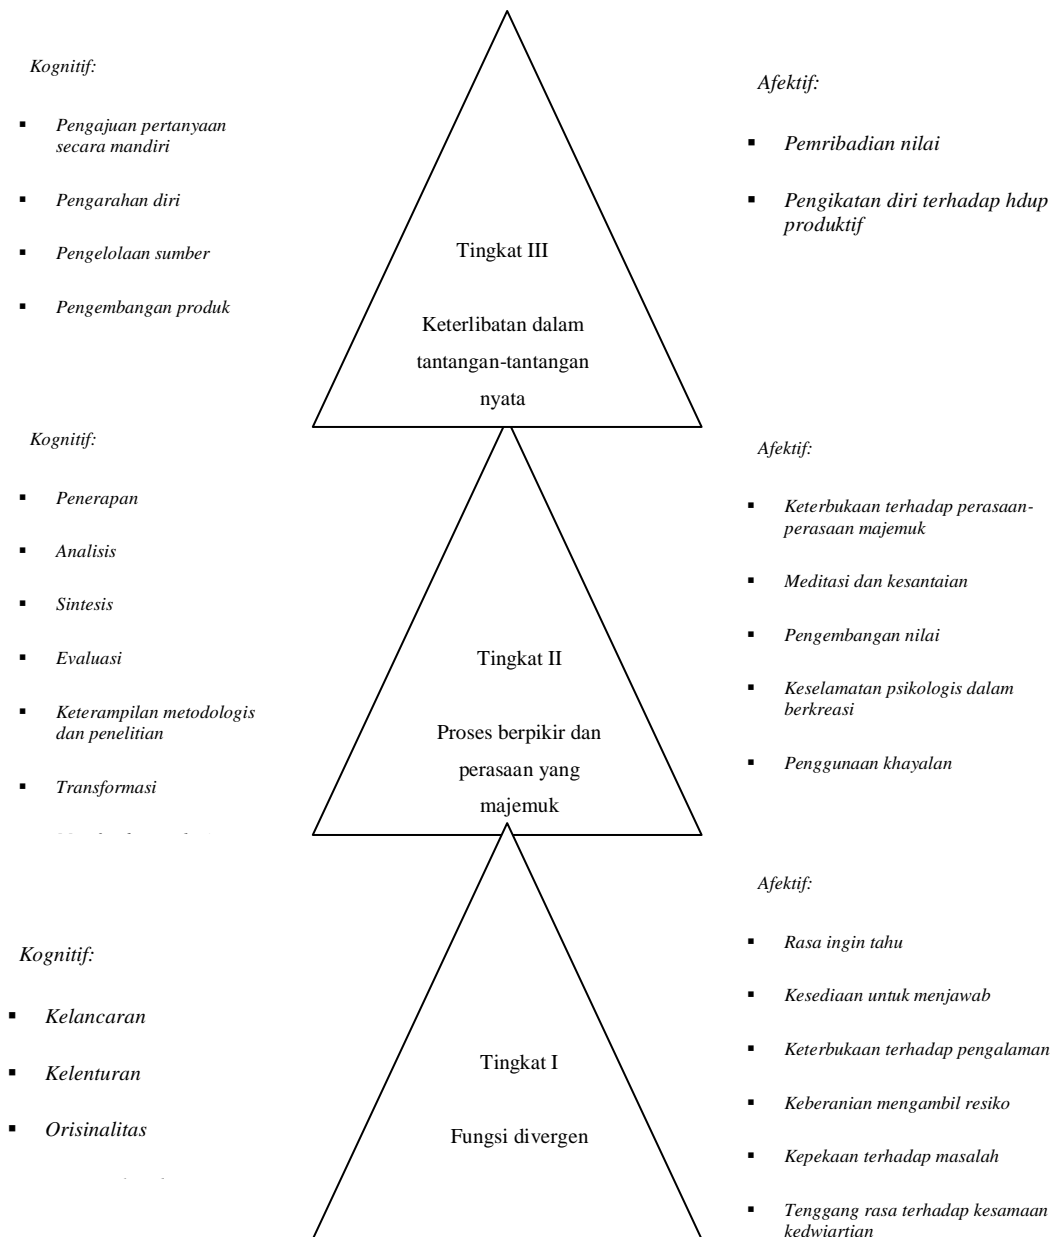 Kognitif:
▪ Pengajuan pertanyaan
secara mandiri
▪ Pengarahan diri
▪ Pengelolaan sumber
▪ Pengembangan produk
Tingkat III
Keterlibatan dalam
tantangan-tantangan
nyata
Afektif:
▪ Pemribadian nilai
▪ Pengikatan diri terhadap hdup
produktif
Kognitif:
▪ Penerapan
▪ Analisis
▪ Sintesis
▪ Evaluasi
▪ Keterampilan metodologis
dan penelitian
▪ Transformasi
Tingkat II
Proses berpikir dan
perasaan yang
majemuk
Afektif:
▪ Keterbukaan terhadap perasaan-
perasaan majemuk
▪ Meditasi dan kesantaian
▪ Pengembangan nilai
▪ Keselamatan psikologis dalam
berkreasi
▪ Penggunaan khayalan
Kognitif:
▪ Kelancaran
▪ Kelenturan
▪ Orisinalitas
Tingkat I
Fungsi divergen
Afektif:
▪ Rasa ingin tahu
▪ Kesediaan untuk menjawab
▪ Keterbukaan terhadap pengalaman
▪ Keberanian mengambil resiko
▪ Kepekaan terhadap masalah
▪ Tenggang rasa terhadap kesamaan
kedwiartian